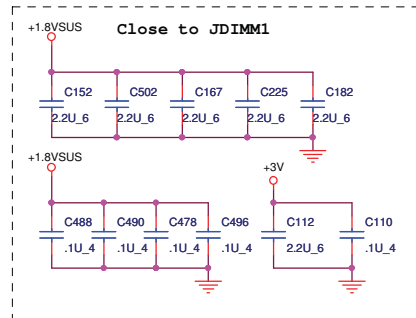 +1.8VSUS Close to JDIMM1
C152 C502 C167 C225 C182
2.2U_6 2.2U_6 2.2U_6 2.2U_6 2.2U_6
+1.8VSUS +3V
C488 C490 C478 C496 C112 C110
.1U_4 .1U_4 .1U_4 .1U_4 2.2U_6 .1U_4